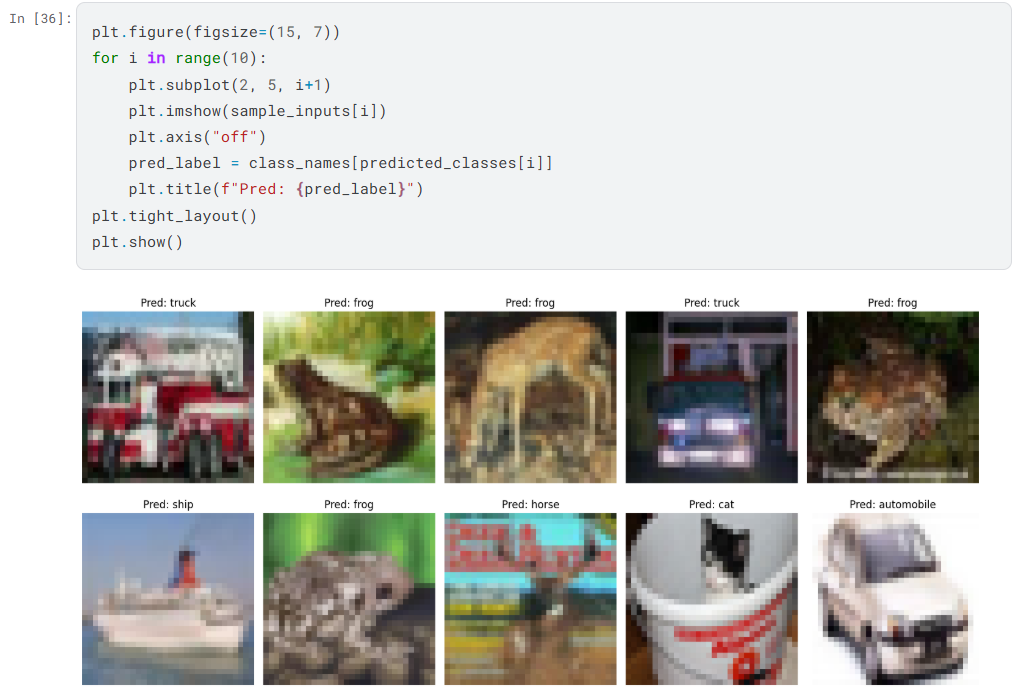 In [36]:
plt.figure(figsize=(15, 7))
for i in range(10):
    plt.subplot(2, 5, i+1)
    plt.imshow(sample_inputs[i])
    plt.axis("off")
    pred_label = class_names[predicted_classes[i]]
    plt.title(f"Pred: {pred_label}")
plt.tight_layout()
plt.show()
Pred: truck Pred: frog Pred: frog Pred: truck Pred: frog
Pred: ship Pred: frog Pred: horse Pred: cat Pred: automobile